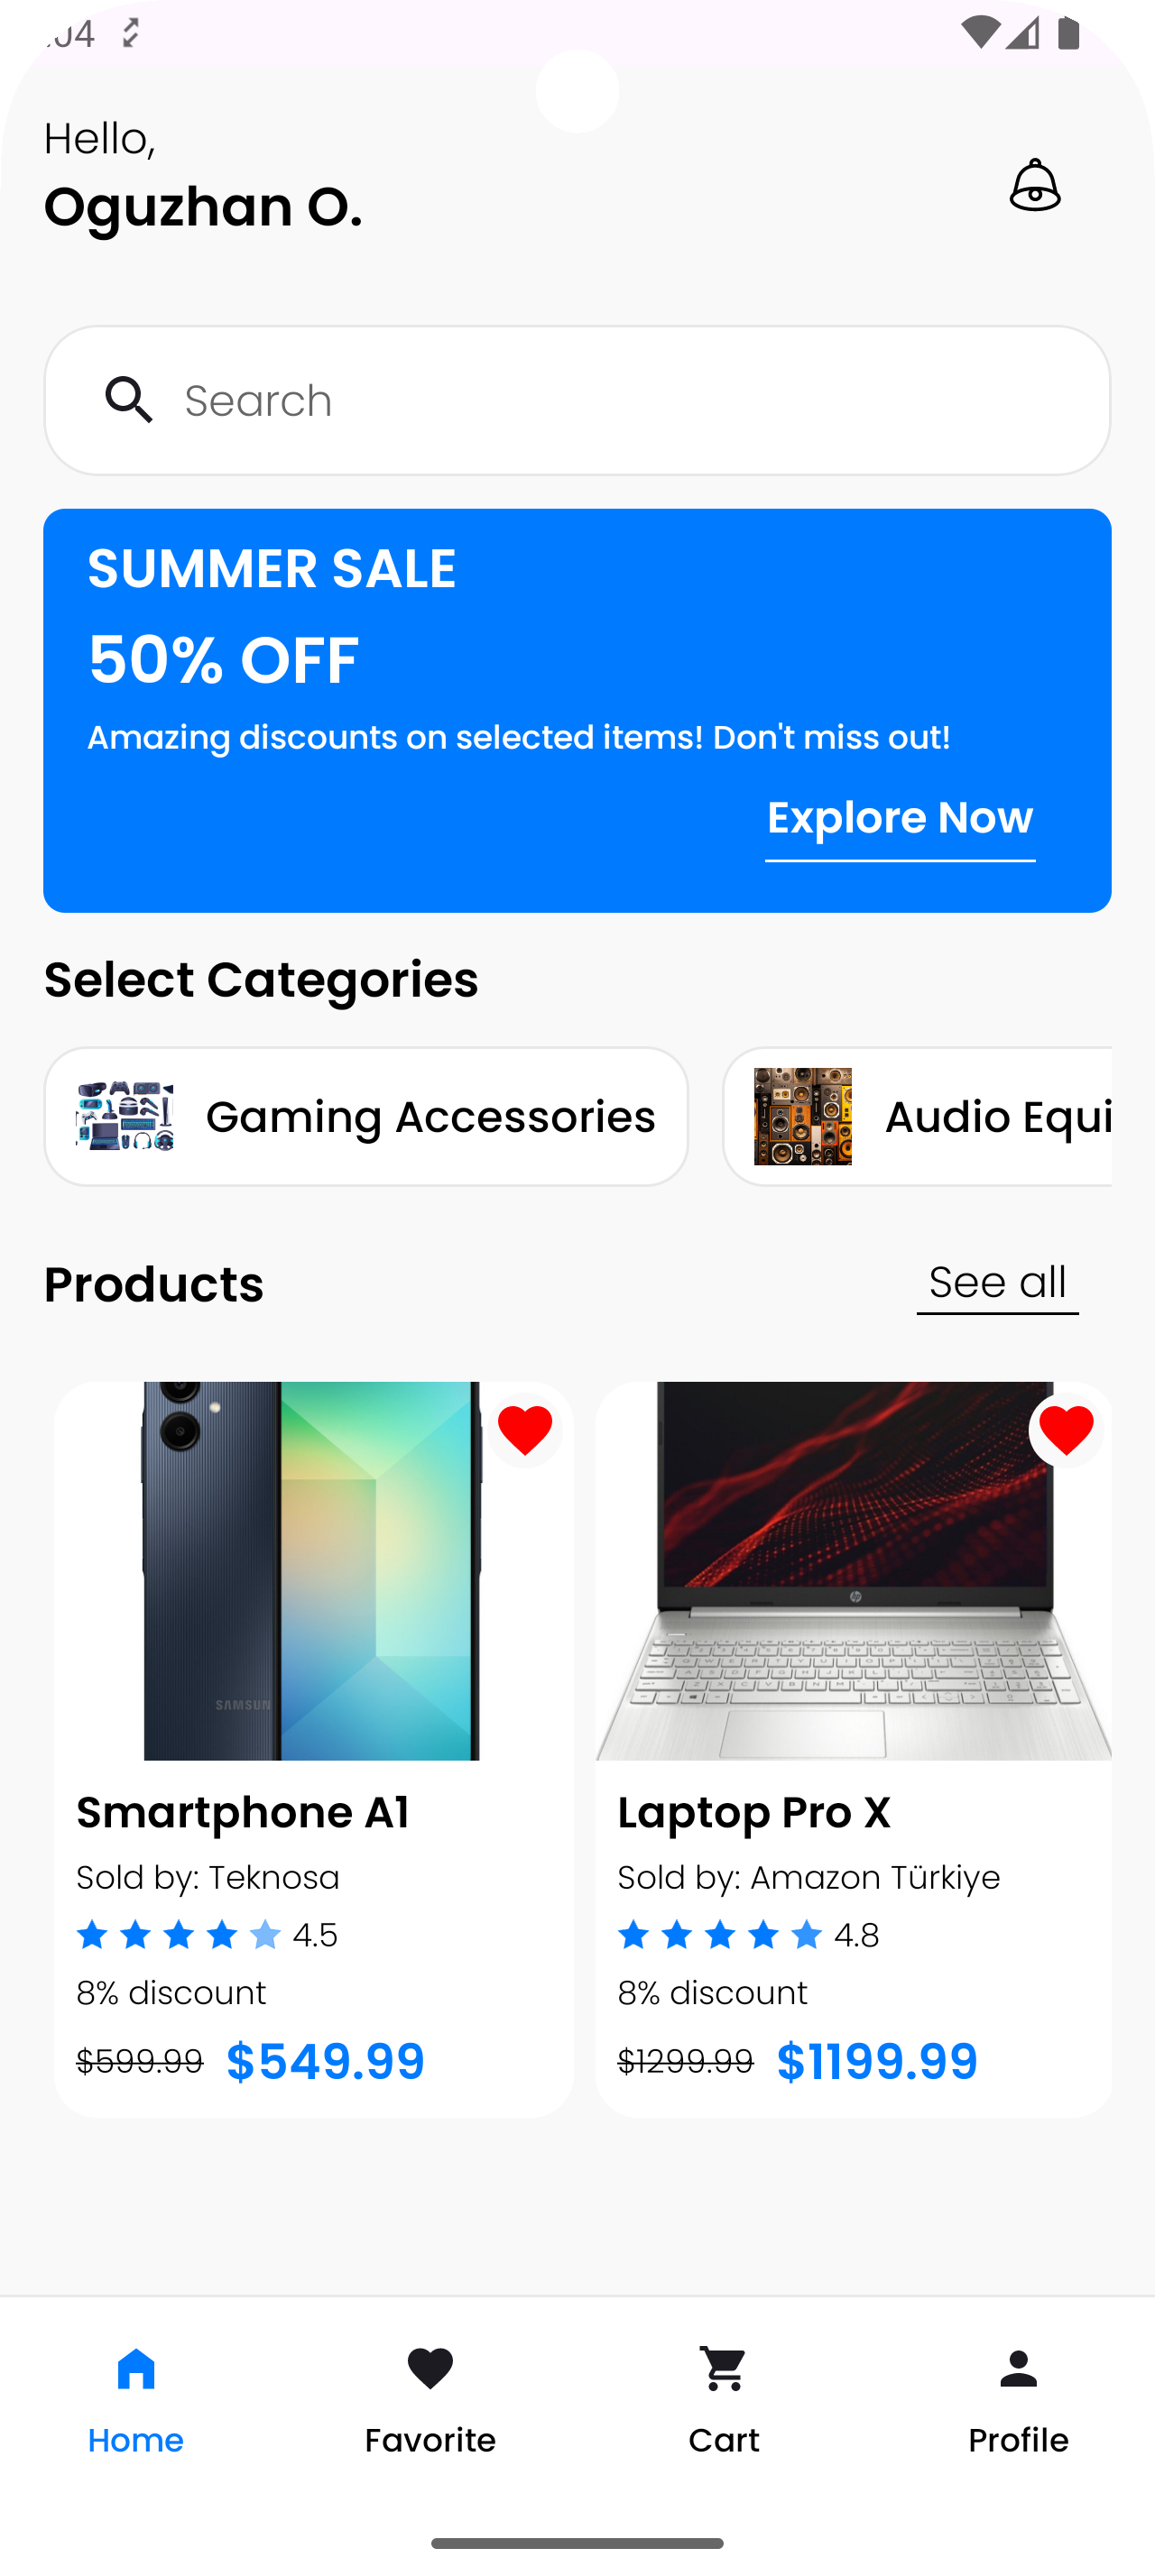 :04
Hello,
Oguzhan O.
Search
SUMMER SALE
50% OFF
Amazing discounts on selected items! Don't miss out!
Explore Now
Select Categories
Gaming Accessories
Audio Equi
Products
See all
SAMSUN
hp
Smartphone A1
Sold by: Teknosa
4.5
8% discount
$599.99 $549.99
Laptop Pro X
Sold by: Amazon Türkiye
4.8
8% discount
$1299.99 $1199.99
Home
Favorite
Cart
Profile